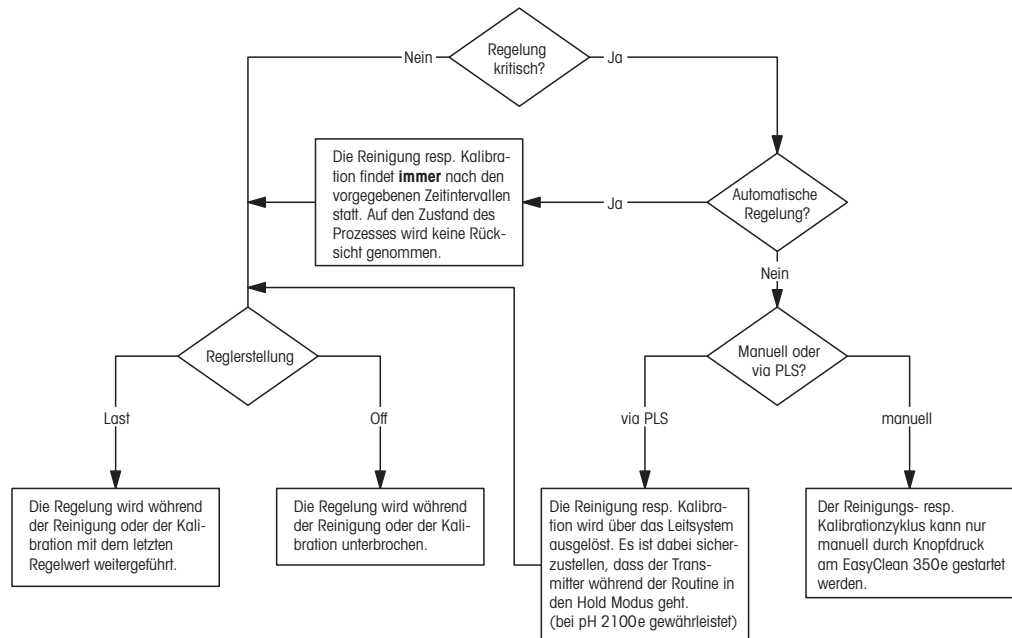 Regelung
kritisch?
Nein
Ja
Die Reinigung resp. Kalibra-
tion findet immer nach den
vorgegebenen Zeitintervallen
statt. Auf den Zustand des
Prozesses wird keine Rück-
sicht genommen.
Ja
Automatische
Regelung?
Nein
Reglerstellung
Manuell oder
via PLS?
Last
Off
via PLS
manuell
Die Regelung wird während
der Reinigung oder der Kali-
bration mit dem letzten
Regelwert weitergeführt.
Die Regelung wird während
der Reinigung oder der Kali-
bration unterbrochen.
Die Reinigung resp. Kalibra-
tion wird über das Leitsystem
ausgelöst. Es ist dabei sicher-
zustellen, dass der Trans-
mitter während der Routine in
den Hold Modus geht.
(bei pH 2100e gewährleistet)
Der Reinigungs- resp.
Kalibrationzyklus kann nur
manuell durch Knopfdruck
am EasyClean 350e gestartet
werden.